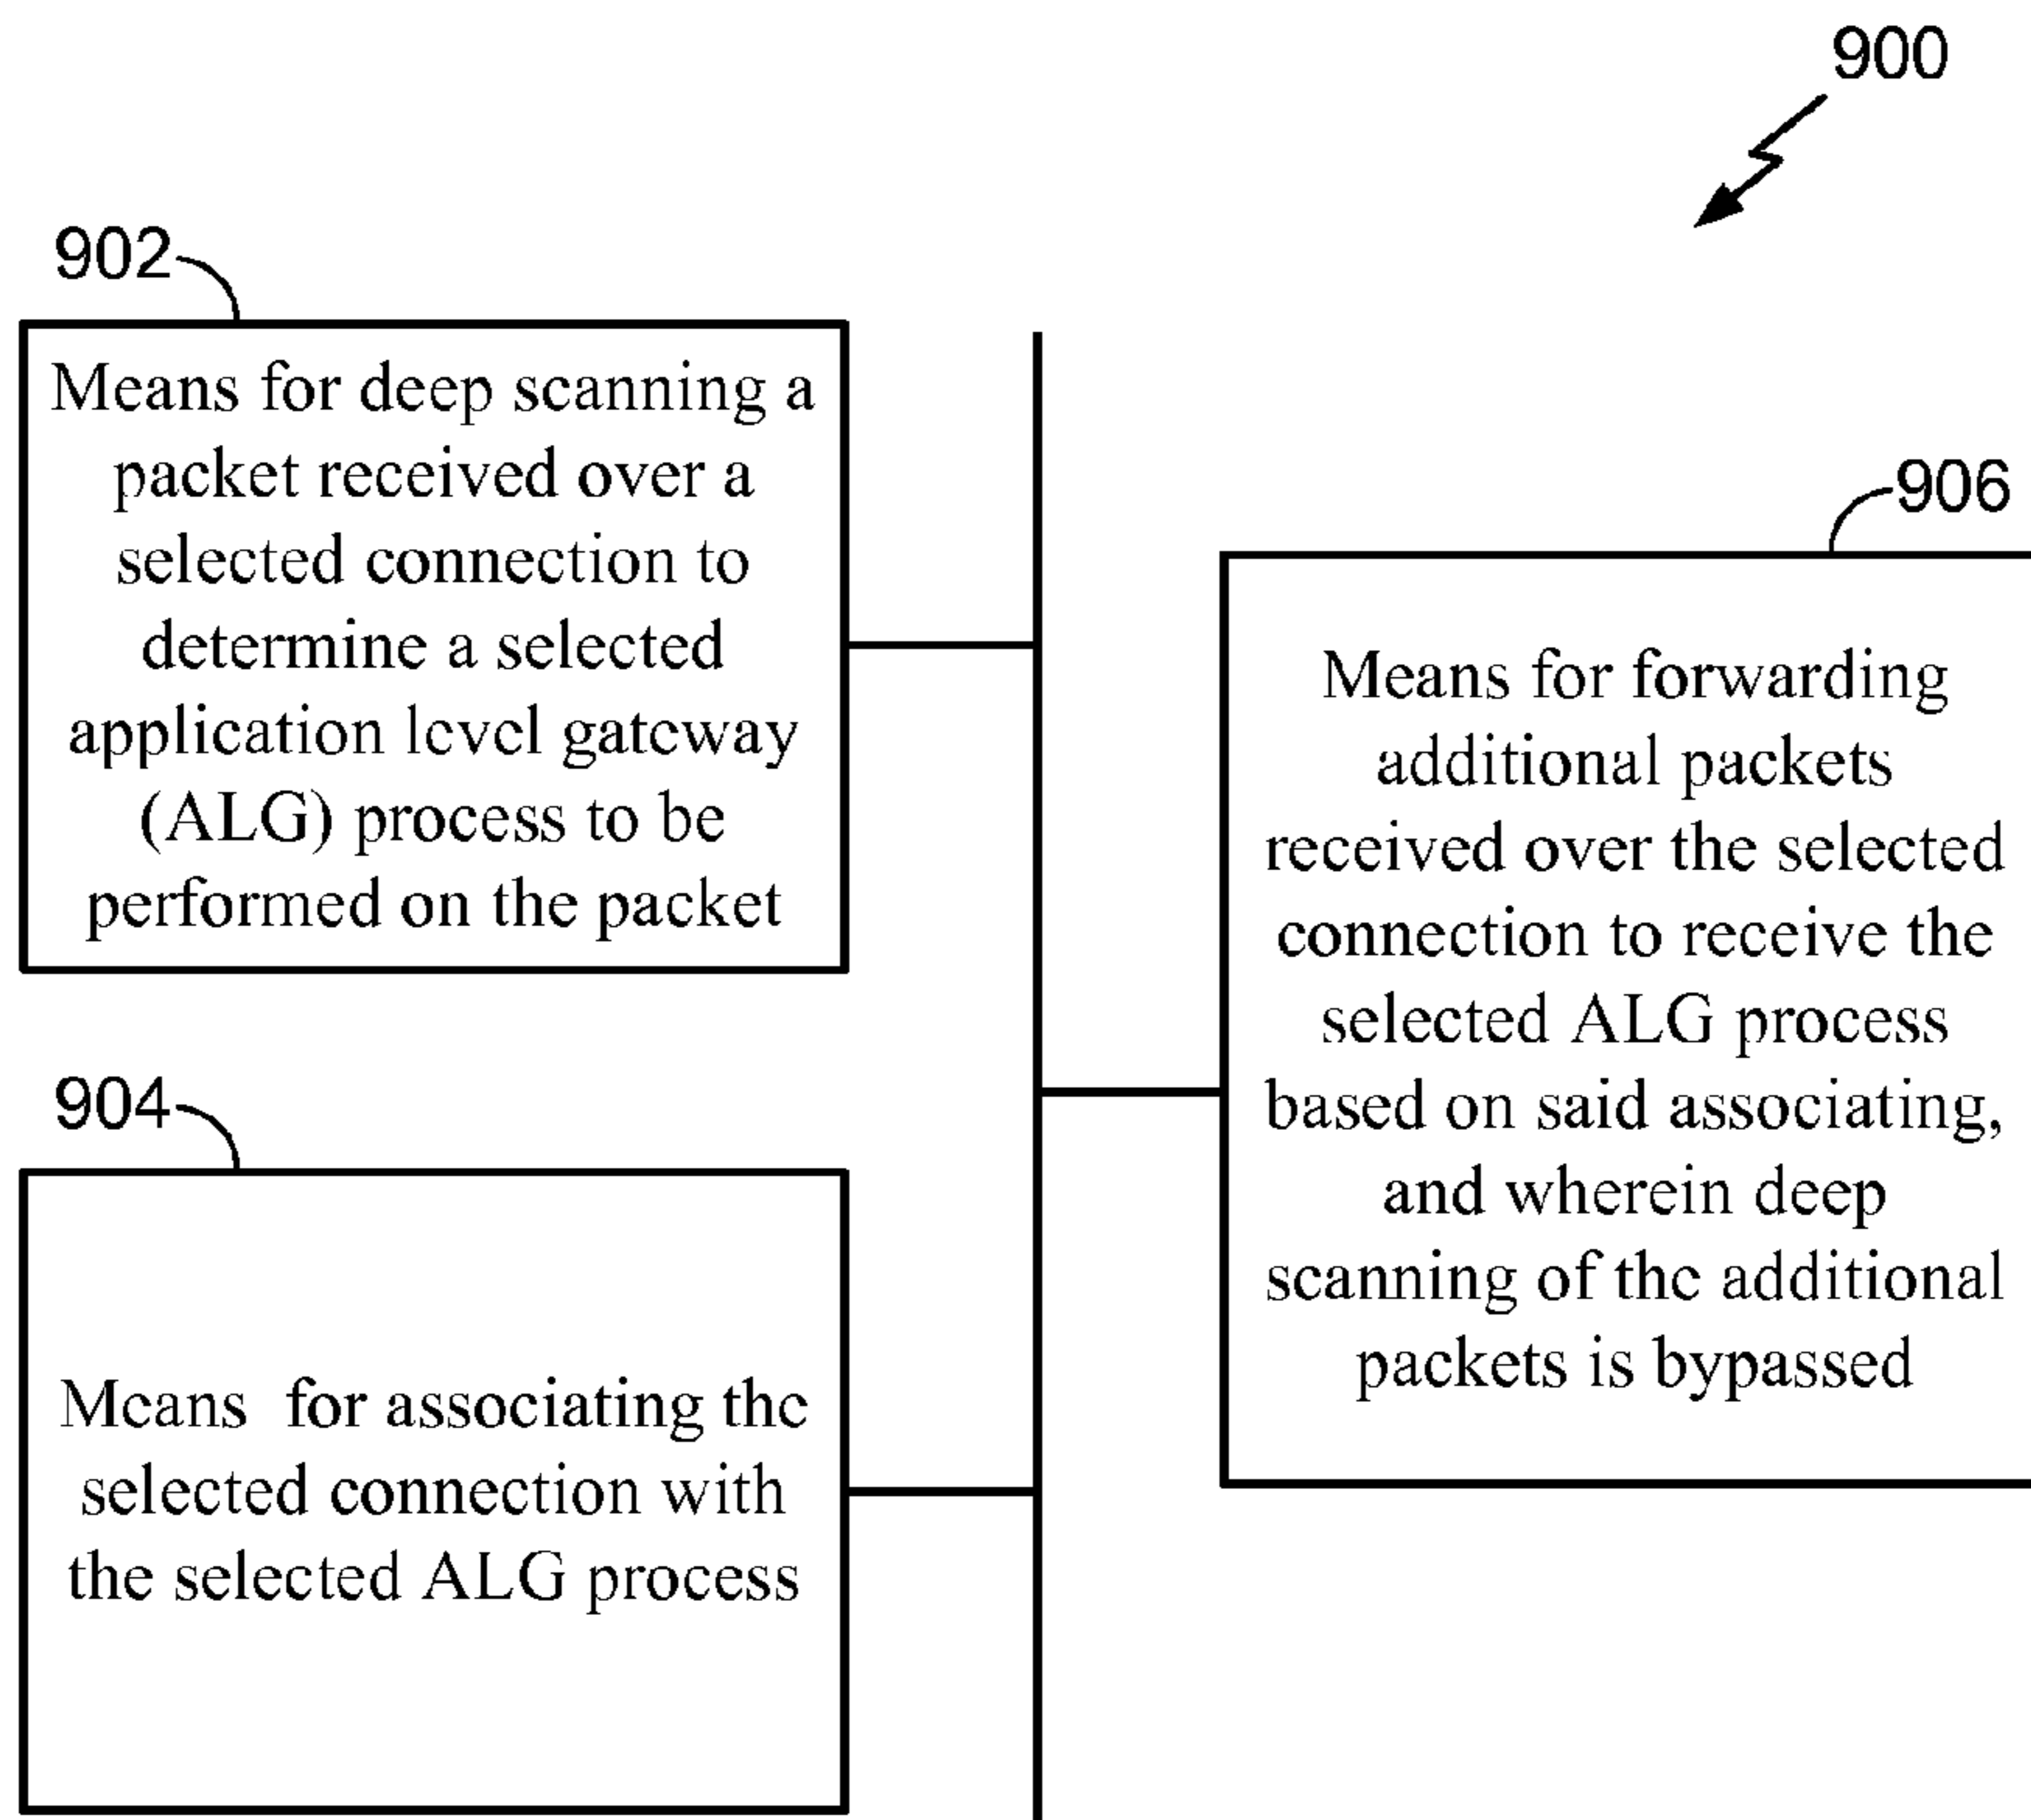 900
902
Means for deep scanning a
packet received over a
selected connection to
determine a selected
application level gateway
(ALG) process to be
performed on the packet
904
Means for associating the
selected connection with
the selected ALG process
906
Means for forwarding
additional packets
received over the selected
connection to receive the
selected ALG process
based on said associating,
and wherein deep
scanning of the additional
packets is bypassed